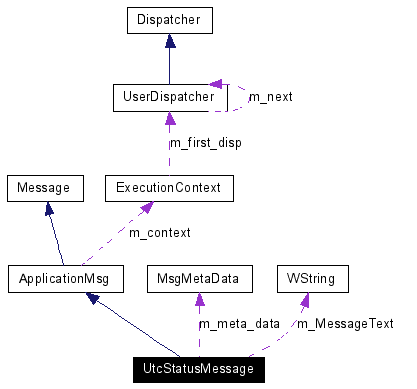 Dispatcher
UserDispatcher
m_next
m_first_disp
Message
ExecutionContext
m_context
ApplicationMsg
MsgMetaData
WString
m_meta_data
m_MessageText
UtcStatusMessage